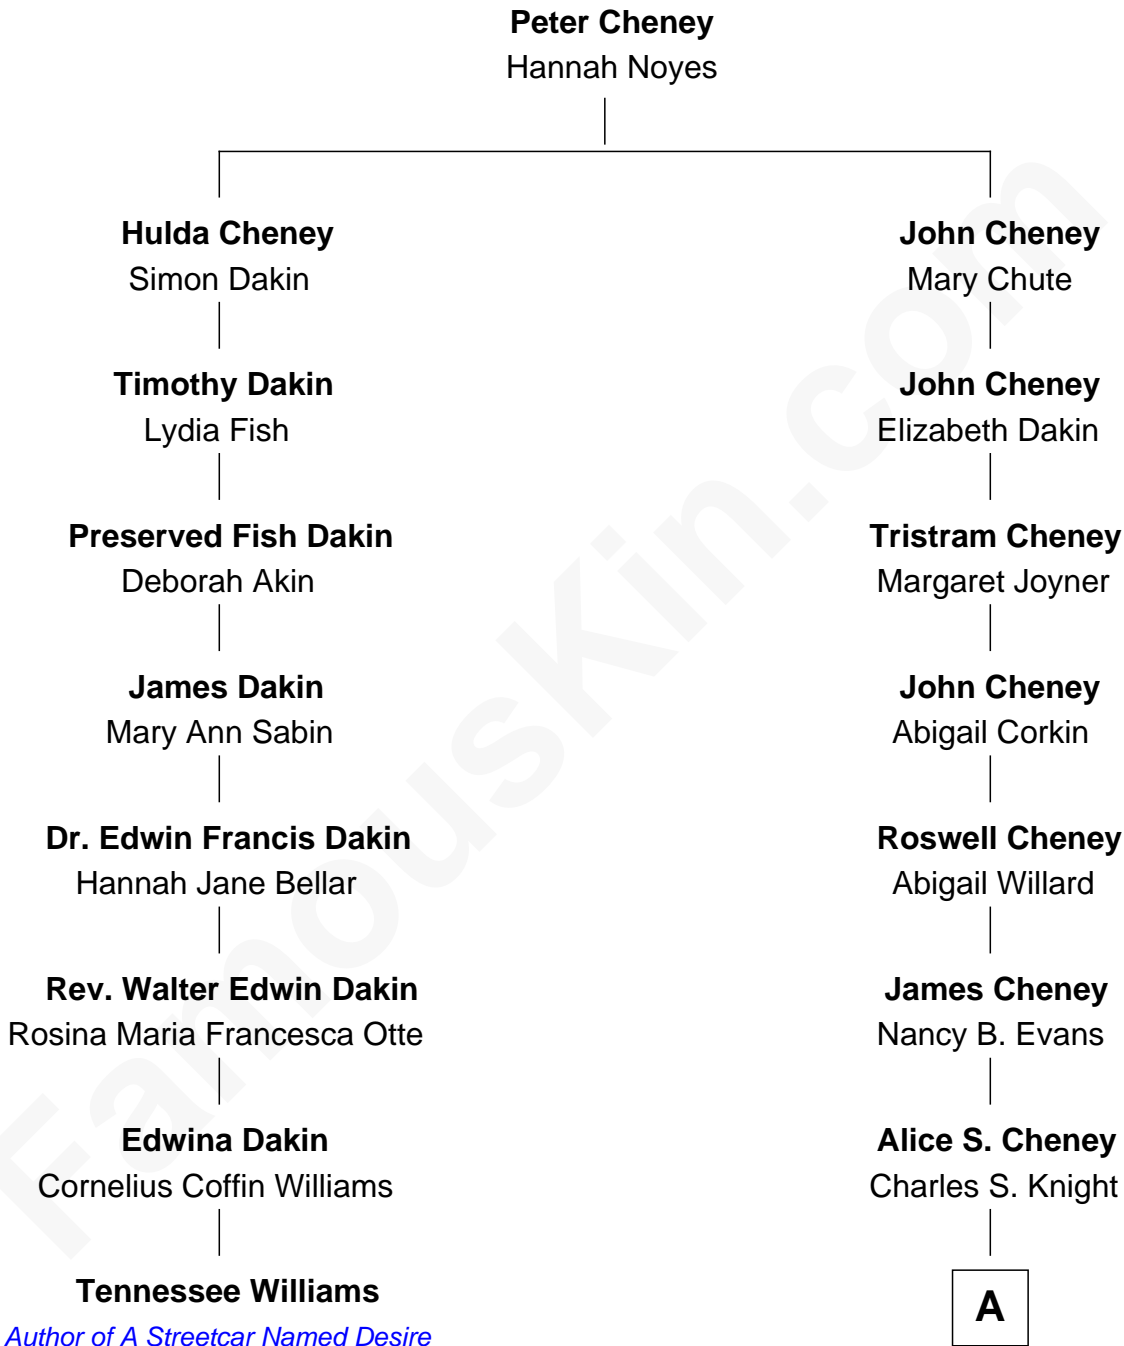 Peter Cheney
Hannah Noyes
Hulda Cheney
Simon Dakin
John Cheney
Mary Chute
Timothy Dakin
Lydia Fish
John Cheney
Elizabeth Dakin
Preserved Fish Dakin
Deborah Akin
Tristram Cheney
Margaret Joyner
James Dakin
Mary Ann Sabin
John Cheney
Abigail Corkin
Dr. Edwin Francis Dakin
Hannah Jane Bellar
Roswell Cheney
Abigail Willard
Rev. Walter Edwin Dakin
Rosina Maria Francesca Otte
James Cheney
Nancy B. Evans
Edwina Dakin
Cornelius Coffin Williams
Alice S. Cheney
Charles S. Knight
Tennessee Williams
Author of A Streetcar Named Desire
A
FamousKin.com